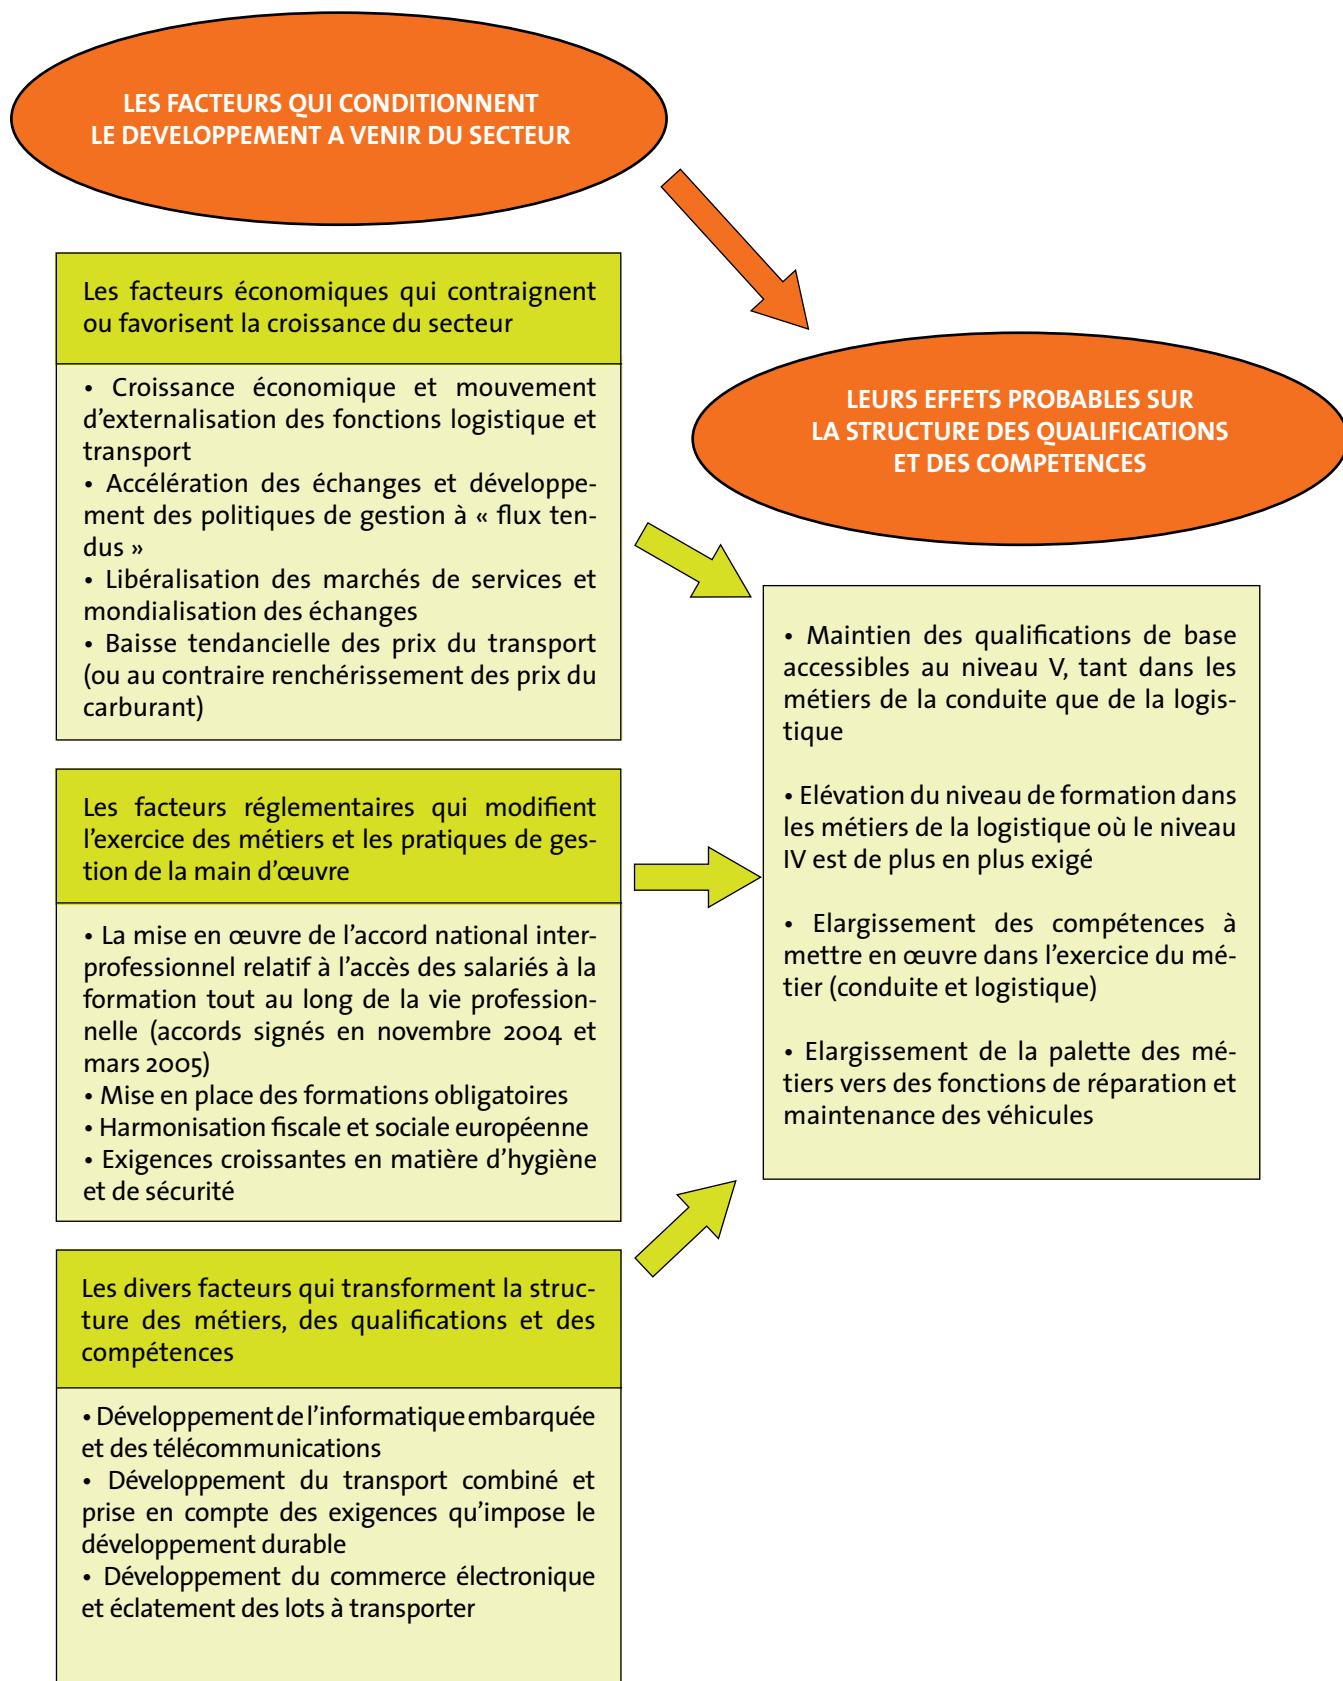 LES FACTEURS QUI CONDITIONNENT
LE DEVELOPPEMENT A VENIR DU SECTEUR
Les facteurs économiques qui contraignent
ou favorisent la croissance du secteur
• Croissance économique et mouvement
d'externalisation des fonctions logistique et
transport
• Accélération des échanges et développe-
ment des politiques de gestion à « flux ten-
dus »
• Libéralisation des marchés de services et
mondialisation des échanges
• Baisse tendancielle des prix du transport
(ou au contraire renchérissement des prix du
carburant)
Les facteurs réglementaires qui modifient
l'exercice des métiers et les pratiques de ges-
tion de la main d'œuvre
• La mise en œuvre de l'accord national inter-
professionnel relatif à l'accès des salariés à la
formation tout au long de la vie profession-
nelle (accords signés en novembre 2004 et
mars 2005)
• Mise en place des formations obligatoires
• Harmonisation fiscale et sociale européenne
• Exigences croissantes en matière d'hygiène
et de sécurité
Les divers facteurs qui transforment la struc-
ture des métiers, des qualifications et des
compétences
• Développement de l'informatique embarquée
et des télécommunications
• Développement du transport combiné et
prise en compte des exigences qu'impose le
développement durable
• Développement du commerce électronique
et éclatement des lots à transporter
LEURS EFFETS PROBABLES SUR
LA STRUCTURE DES QUALIFICATIONS
ET DES COMPETENCES
• Maintien des qualifications de base
accessibles au niveau V, tant dans les
métiers de la conduite que de la logis-
tique
• Elévation du niveau de formation dans
les métiers de la logistique où le niveau
IV est de plus en plus exigé
• Elargissement des compétences à
mettre en œuvre dans l'exercice du mé-
tier (conduite et logistique)
• Elargissement de la palette des mé-
tiers vers des fonctions de réparation et
maintenance des véhicules